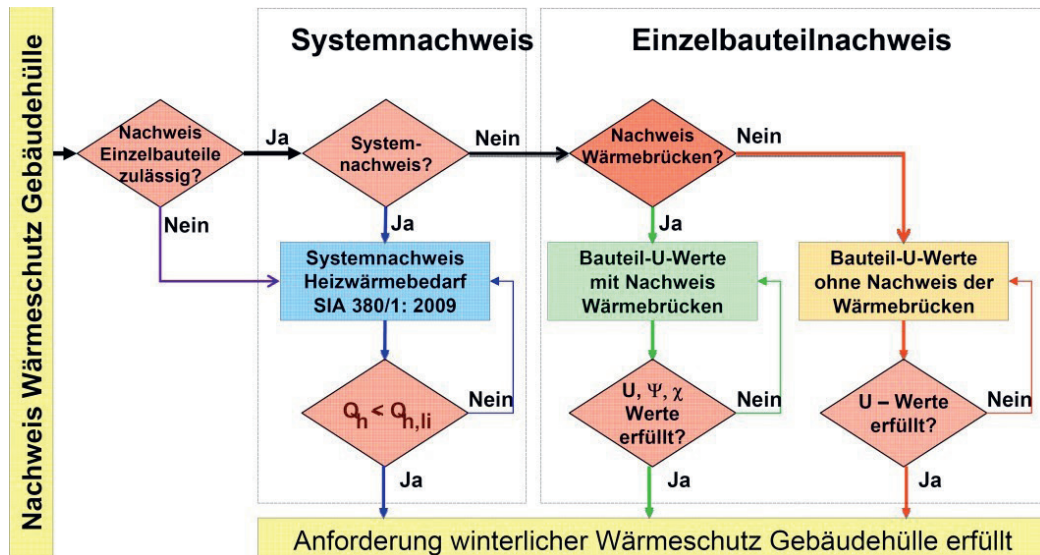 Nachweis Wärmeschutz Gebäudehülle
Systemnachweis
Einzelbauteilnachweis
Nachweis
Einzelbauteile
zulässig?
Ja
Nein
System-
nachweis?
Nein
Ja
Nachweis
Wärmebrücken?
Nein
Ja
Systemnachweis
Heizwärmebedarf
SIA 380/1: 2009
Bauteil-U-Werte
mit Nachweis
Wärmebrücken
Bauteil-U-Werte
ohne Nachweis der
Wärmebrücken
Qh < Qh,li
Nein
Ja
U, Ψ, χ
Werte
erfüllt?
Nein
Ja
U – Werte
erfüllt?
Nein
Ja
Anforderung winterlicher Wärmeschutz Gebäudehülle erfüllt